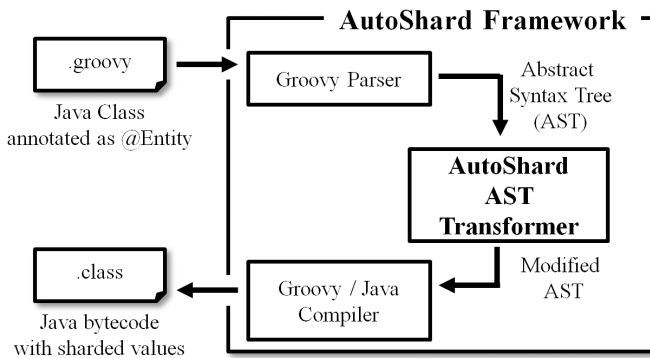 AutoShard Framework
.groovy
Java Class
annotated as @Entity
Groovy Parser
Abstract
Syntax Tree
(AST)
AutoShard
AST
Transformer
Modified
AST
Groovy / Java
Compiler
.class
Java bytecode
with sharded values